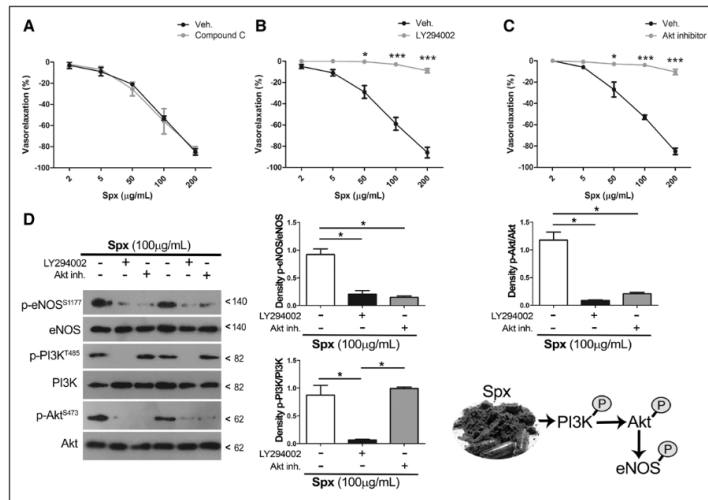 A
Veh.
Compound C
Vasorelaxation (%)
0
-20
-40
-60
-80
-100
2 5 50 100 200
Spx (μg/mL)
B
Veh.
LY294002
* *** ***
Vasorelaxation (%)
0
-20
-40
-60
-80
-100
2 5 50 100 200
Spx (μg/mL)
C
Veh.
Akt inhibitor
* *** ***
Vasorelaxation (%)
0
-20
-40
-60
-80
-100
2 5 50 100 200
Spx (μg/mL)
D
Spx (100μg/mL)
LY294002 - + - - + -
Akt inh. - - + - - +
p-eNOS^S1177 < 140
eNOS < 140
p-PI3K^T485 < 82
PI3K < 82
p-Akt^S473 < 62
Akt < 62
Density p-eNOS/eNOS
1.5
1.0
0.5
0.0
*
*
LY294002 - + -
Akt inh. - - +
Spx (100μg/mL)
Density p-Akt/Akt
1.5
1.0
0.5
0.0
*
*
LY294002 - + -
Akt inh. - - +
Spx (100μg/mL)
Density p-PI3K/PI3K
1.5
1.0
0.5
0.0
* *
LY294002 - + -
Akt inh. - - +
Spx (100μg/mL)
Spx
P P
PI3K Akt
P
eNOS